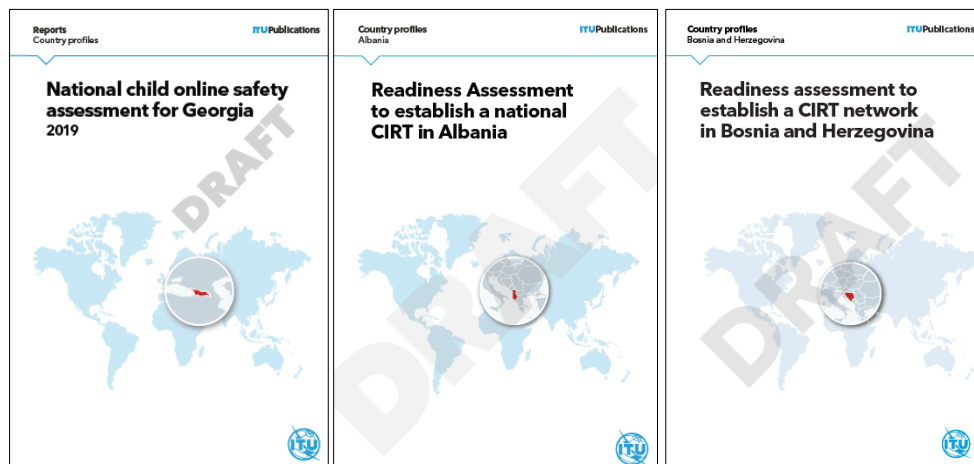 Reports
Country profiles
ITUPublications
National child online safety
assessment for Georgia
2019
DRAFT
ITU
Country profiles
Albania
ITUPublications
Readiness Assessment
to establish a national
CIRT in Albania
DRAFT
ITU
Country profiles
Bosnia and Herzegovina
ITUPublications
Readiness assessment to
establish a CIRT network
in Bosnia and Herzegovina
DRAFT
ITU